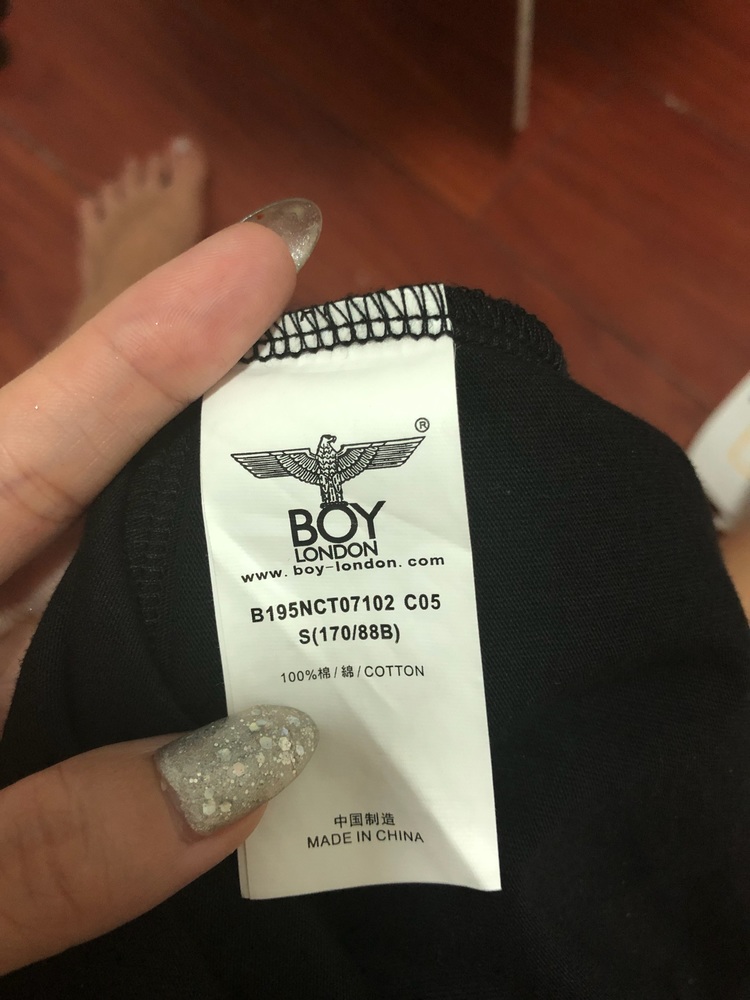 ®
BOY
LONDON
www.boy-london.com
B195NCT07102 C05
S(170/88B)
100%棉/綿/COTTON
中国制造
MADE IN CHINA